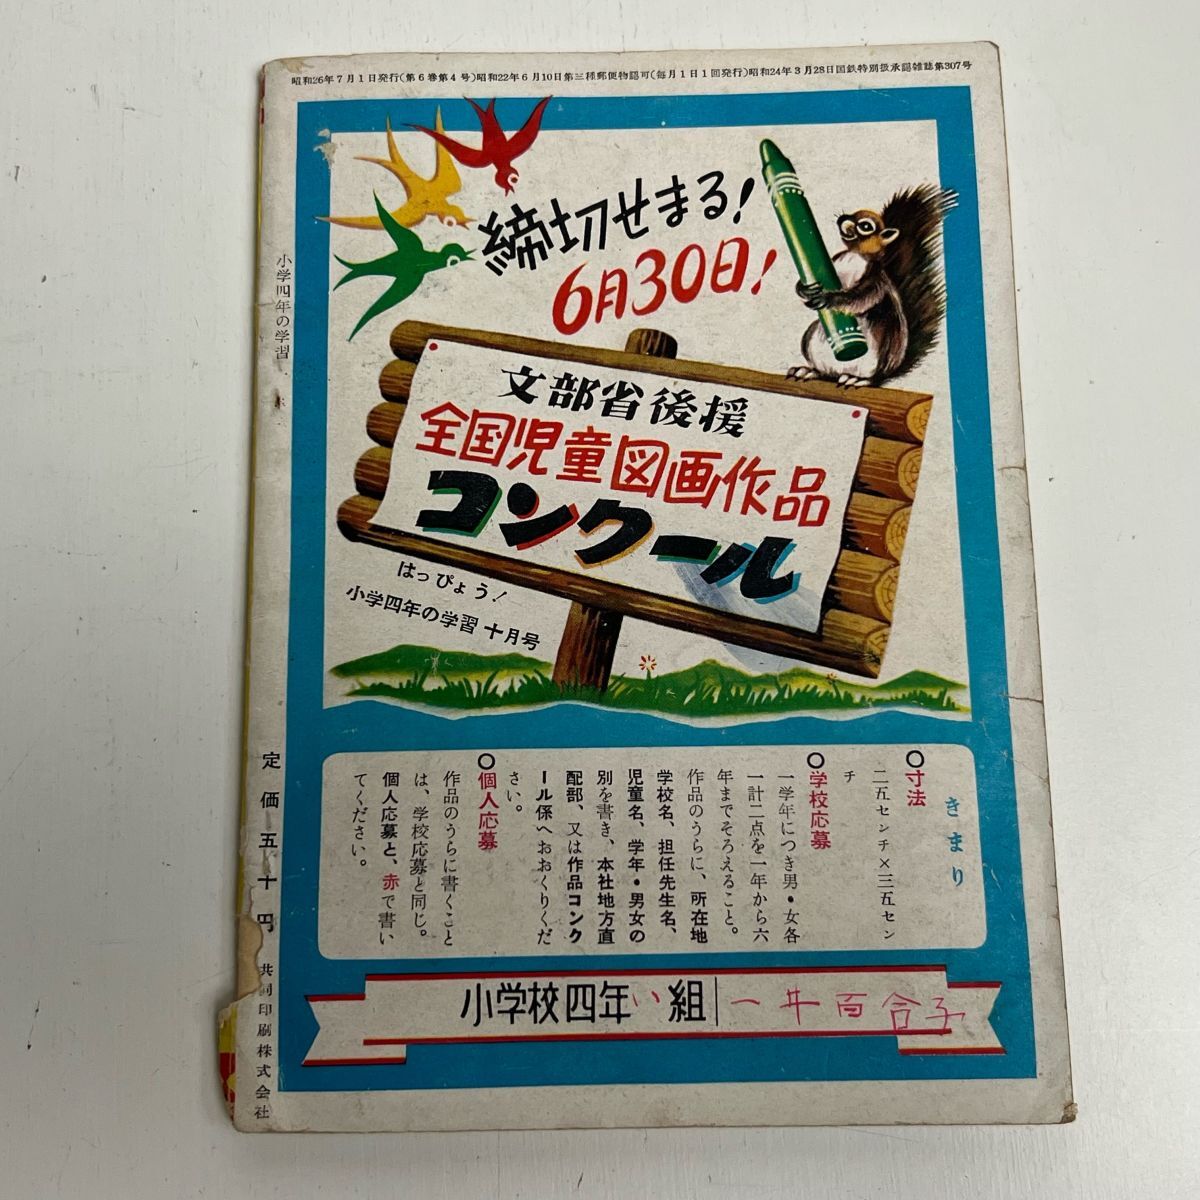 昭和26年7月1日発行(第6巻第4号)昭和22年6月10日第三種郵便物認可(毎月1日1回発行)昭和24年3月28日国鉄特別扱承認雑誌第307号
締切せまる!
6月30日!
文部省後援
全国児童図画作品
コンクール
はっぴょう!
小学四年の学習 十月号
きまり
○寸法
二五センチ×三五セン
チ
○学校応募
一学年につき男・女各
一計二点を一年から六
年までそろえること。
作品のうらに、所在地
学校名、担任先生名、
児童名、学年・男女の
別を書き、本社地方直
配部、又は作品コンク
ール係へおおくりくだ
さい。
○個人応募
作品のうらに書くこと
は、学校応募と同じ。
個人応募と、赤で書い
てください。
小学校四年い組 一井百合子
小学四年の学習
定価五十円
共同印刷株式会社